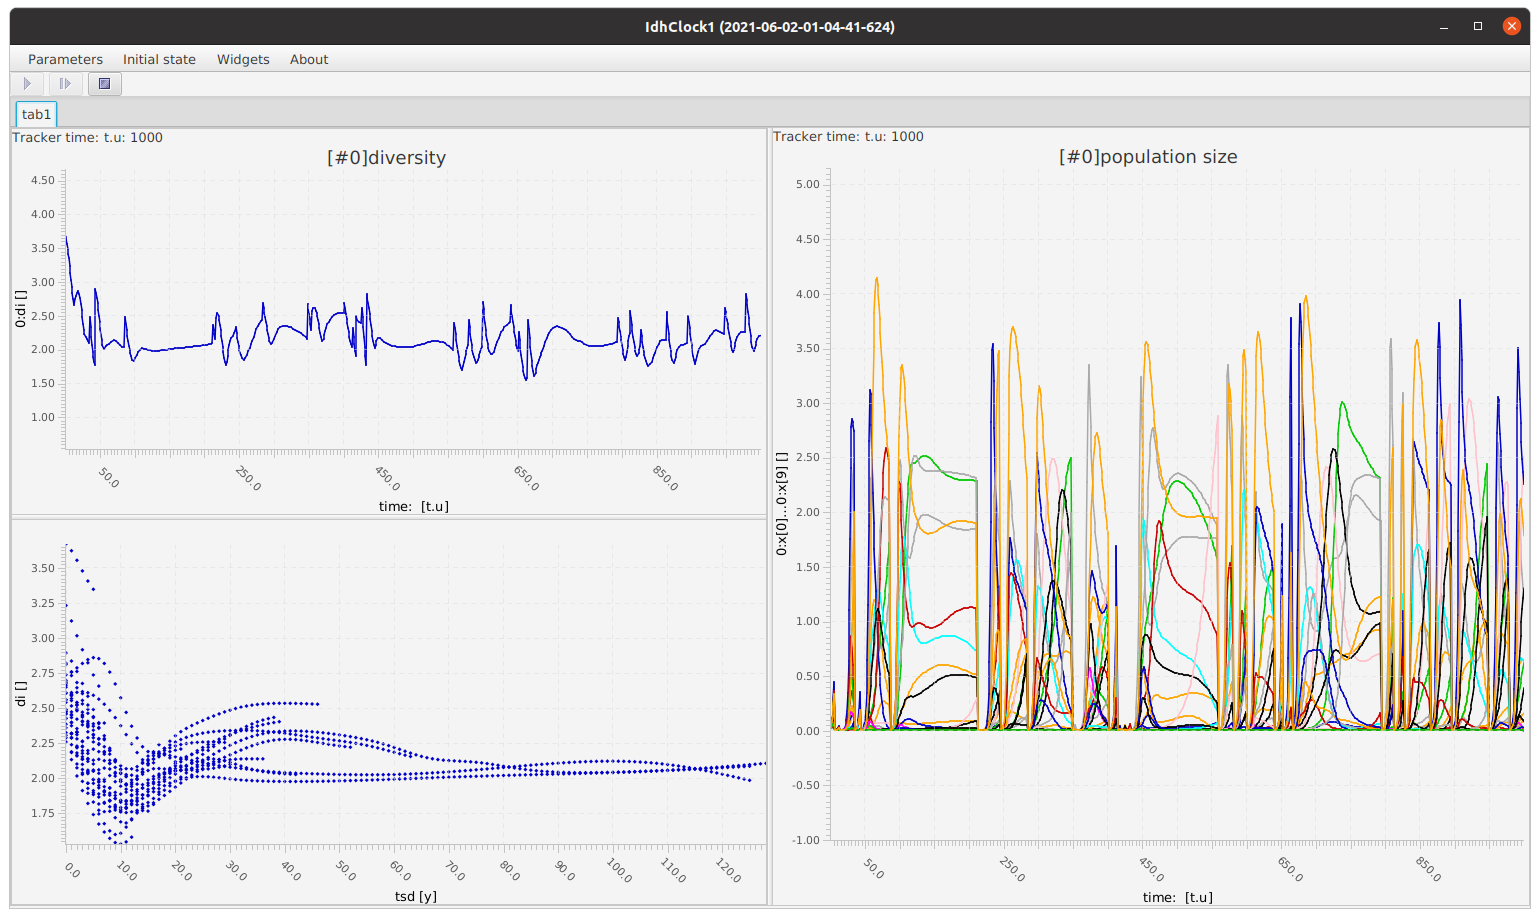 IdhClock1 (2021-06-02-01-04-41-624)
Parameters Initial state Widgets About
tab1
Tracker time: t.u: 1000
[#0]diversity
4.50
4.00
3.50
3.00
2.50
2.00
1.50
1.00
0:di []
50.0 250.0 450.0 650.0 850.0
time: [t.u]
3.50
3.25
3.00
2.75
2.50
2.25
2.00
1.75
di []
0.0 10.0 20.0 30.0 40.0 50.0 60.0 70.0 80.0 90.0 100.0 110.0 120.0
tsd [y]
Tracker time: t.u: 1000
[#0]population size
5.00
4.50
4.00
3.50
3.00
2.50
2.00
1.50
1.00
0.50
0.00
-0.50
-1.00
0:x[0]...0:x[9] []
50.0 250.0 450.0 650.0 850.0
time: [t.u]